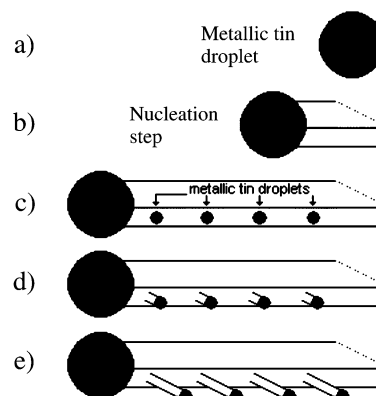 a)
Metallic tin
droplet
b)
Nucleation
step
c)
metallic tin droplets
d)
e)